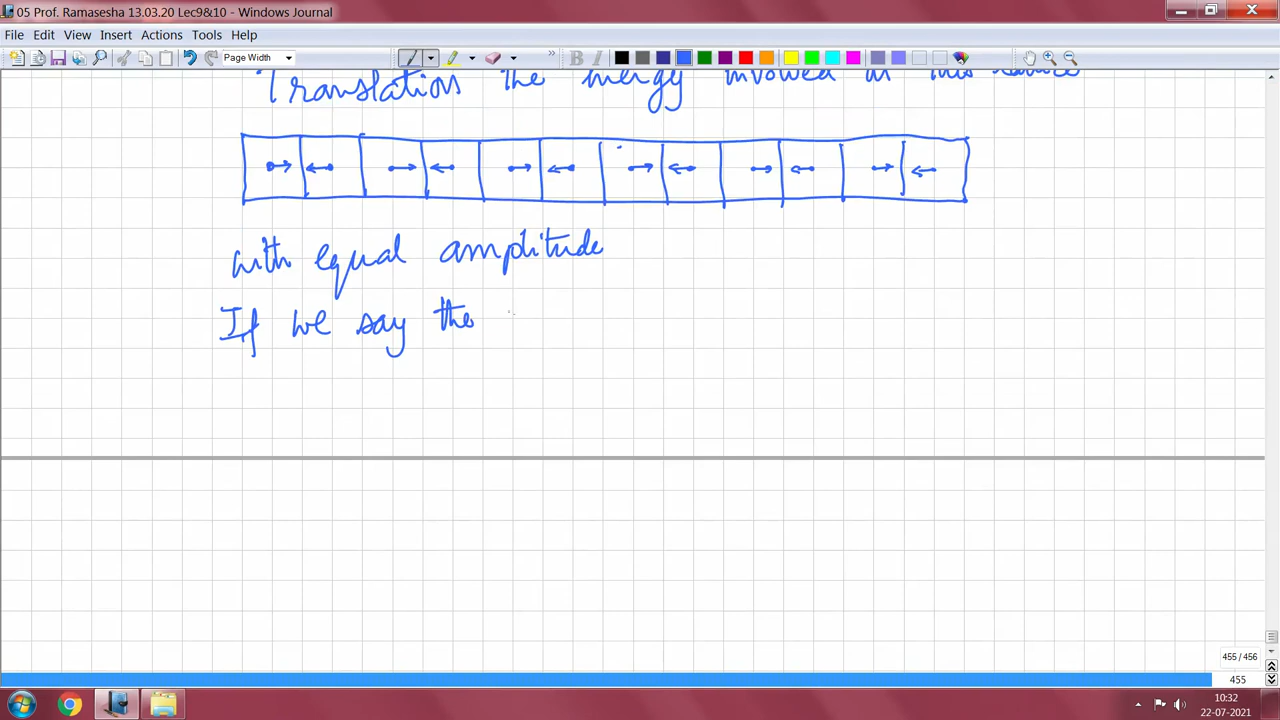 05 Prof. Ramasesha 13.03.20 Lec9&10 - Windows Journal
File Edit View Insert Actions Tools Help
Page Width
B I
Translation the energy involved in this
with equal amplitude
If we say the
455 / 456
455
10:32
22-07-2021